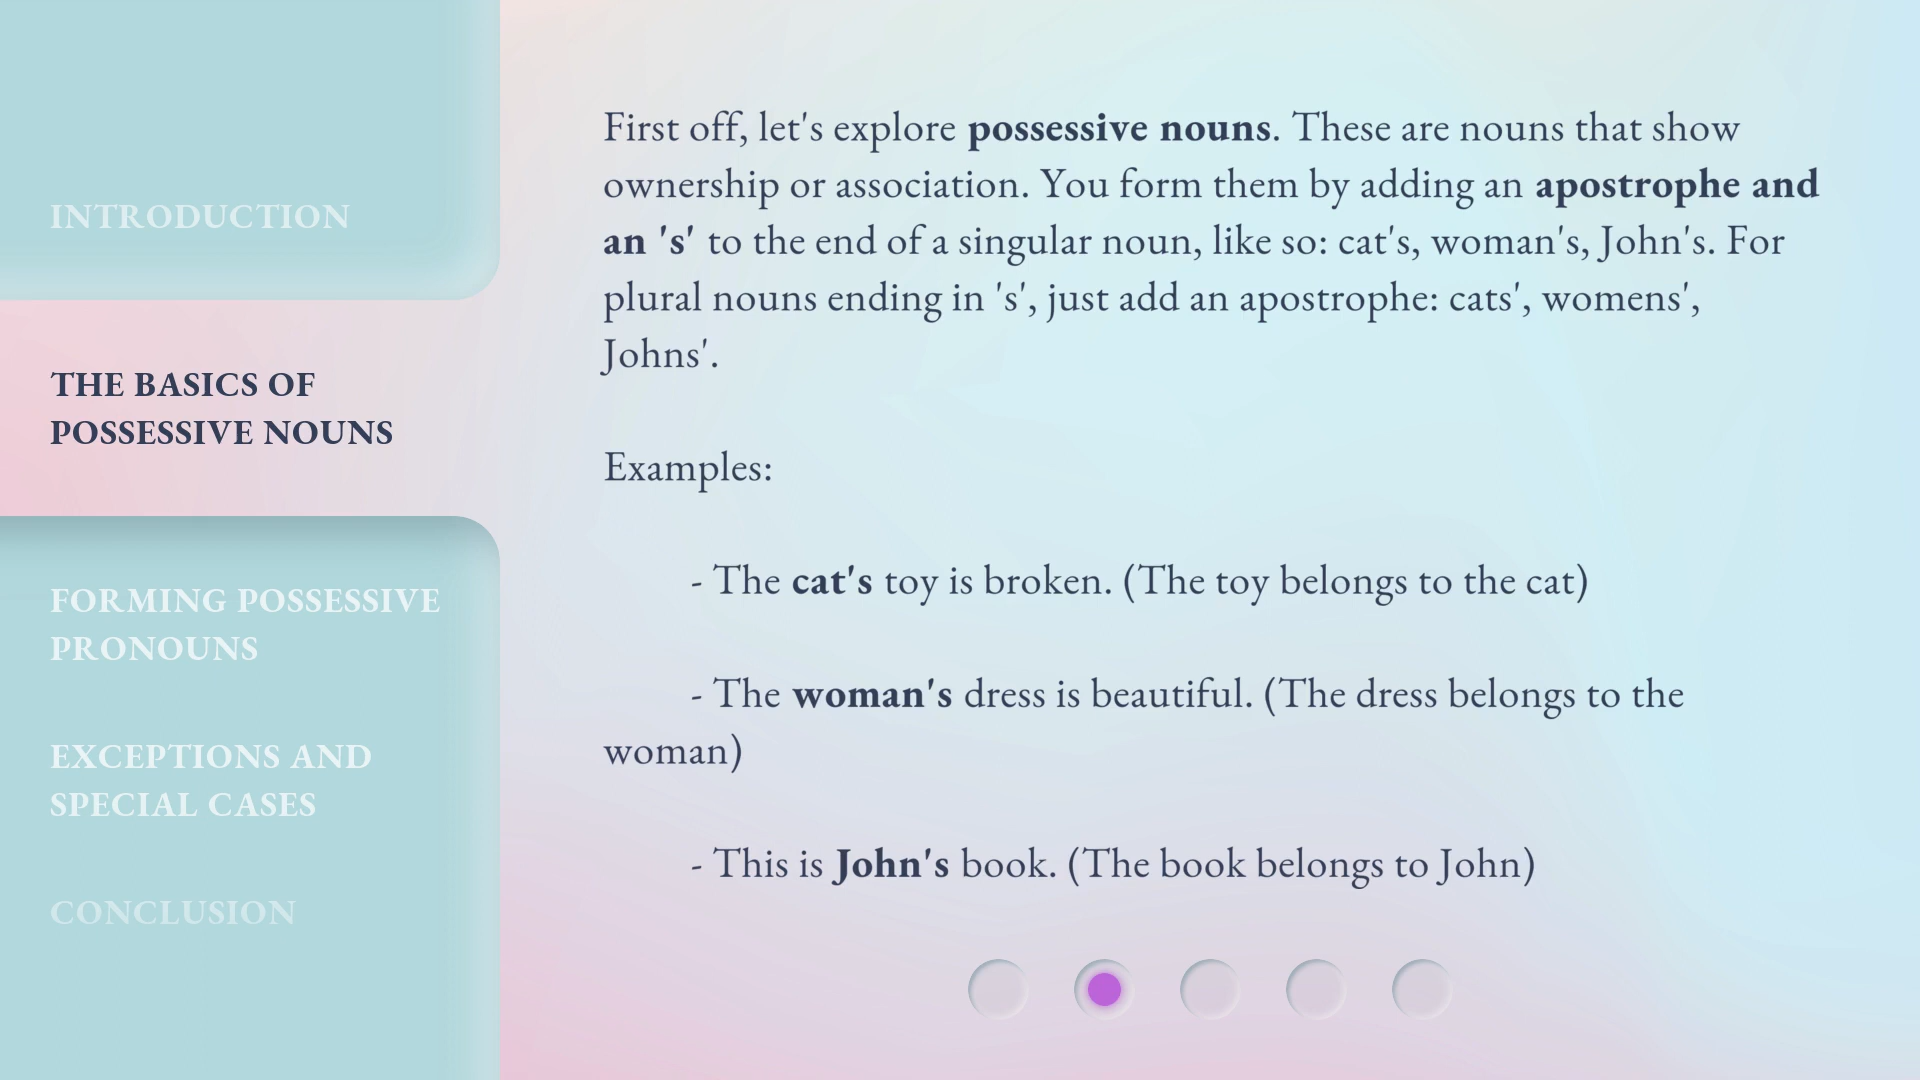 INTRODUCTION
THE BASICS OF
POSSESSIVE NOUNS
FORMING POSSESSIVE
PRONOUNS
EXCEPTIONS AND
SPECIAL CASES
CONCLUSION
First off, let's explore possessive nouns. These are nouns that show
ownership or association. You form them by adding an apostrophe and
an 's' to the end of a singular noun, like so: cat's, woman's, John's. For
plural nouns ending in 's', just add an apostrophe: cats', womens',
Johns'.
Examples:
- The cat's toy is broken. (The toy belongs to the cat)
- The woman's dress is beautiful. (The dress belongs to the
woman)
- This is John's book. (The book belongs to John)